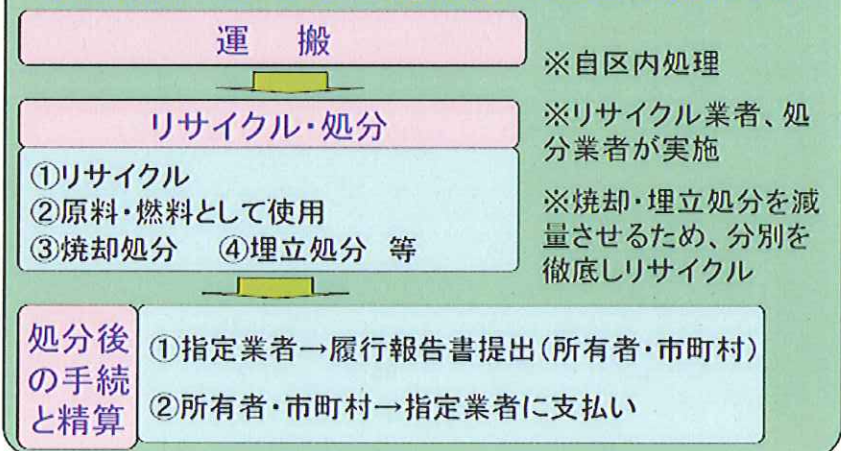 運　搬
※自区内処理
※リサイクル業者、処
分業者が実施
※焼却・埋立処分を減
量させるため、分別を
徹底しリサイクル
リサイクル・処分
①リサイクル
②原料・燃料として使用
③焼却処分　④埋立処分 等
処分後
の手続
と精算
①指定業者→履行報告書提出(所有者・市町村)
②所有者・市町村→指定業者に支払い